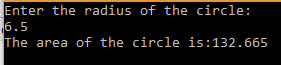 Enter the radius of the circle:
6.5
The area of the circle is:132.665